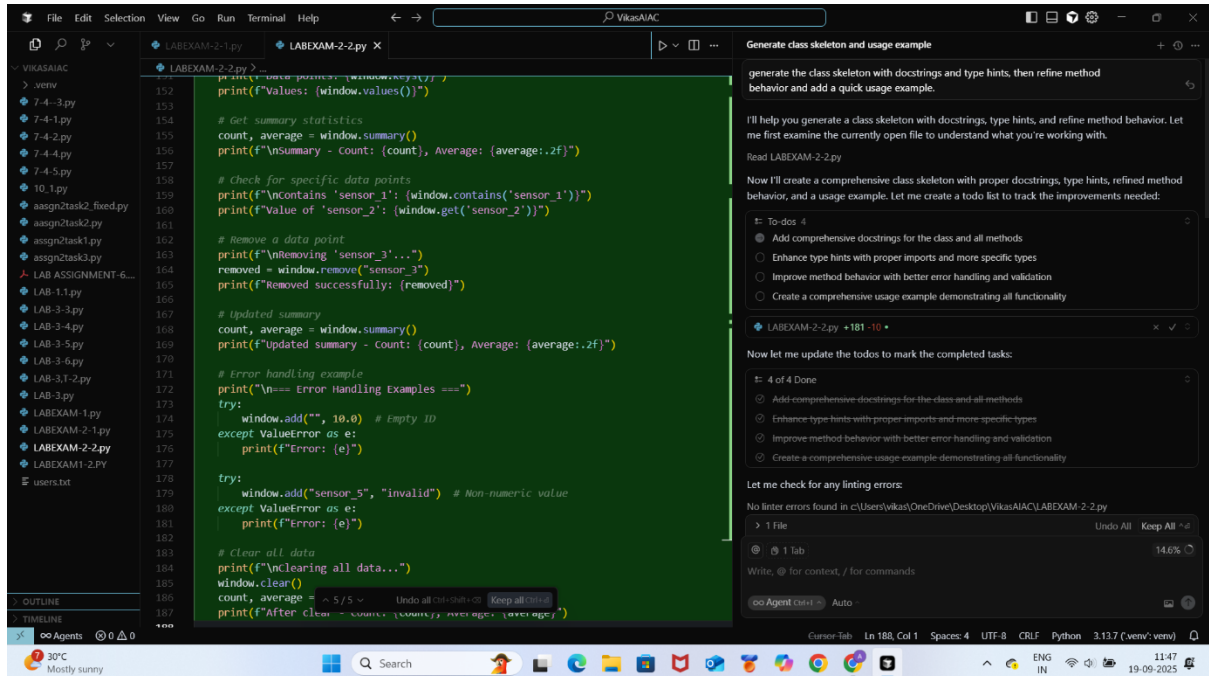 File Edit Selection View Go Run Terminal Help
VikasAIAC
VIKASAIAC
> .venv
7-4--3.py
7-4-1.py
7-4-2.py
7-4-4.py
7-4-5.py
10_1.py
aasgn2task2_fixed.py
aasgn2task2.py
assgn2task1.py
assgn2task3.py
LAB ASSIGNMENT-6....
LAB-1.1.py
LAB-3-3.py
LAB-3-4.py
LAB-3-5.py
LAB-3-6.py
LAB-3,T-2.py
LAB-3.py
LABEXAM-1.py
LABEXAM-2-1.py
LABEXAM-2-2.py
LABEXAM1-2.PY
users.txt
> OUTLINE
> TIMELINE
LABEXAM-2-1.py
LABEXAM-2-2.py
LABEXAM-2-2.py > ...
151 print(f"Data points: {window.keys()}")
152 print(f"Values: {window.values()}")
153
154 # Get summary statistics
155 count, average = window.summary()
156 print(f"\nSummary - Count: {count}, Average: {average:.2f}")
157
158 # Check for specific data points
159 print(f"\nContains 'sensor_1': {window.contains('sensor_1')}")
160 print(f"Value of 'sensor_2': {window.get('sensor_2')}")
161
162 # Remove a data point
163 print(f"\nRemoving 'sensor_3'...")
164 removed = window.remove("sensor_3")
165 print(f"Removed successfully: {removed}")
166
167 # Updated summary
168 count, average = window.summary()
169 print(f"Updated summary - Count: {count}, Average: {average:.2f}")
170
171 # Error handling example
172 print("\n=== Error Handling Examples ===")
173 try:
174 window.add("", 10.0) # Empty ID
175 except ValueError as e:
176 print(f"Error: {e}")
177
178 try:
179 window.add("sensor_5", "invalid") # Non-numeric value
180 except ValueError as e:
181 print(f"Error: {e}")
182
183 # Clear all data
184 print(f"\nClearing all data...")
185 window.clear()
186 count, average =
187 print(f"After clear - Count: {count}, Average: {average}")
188
5 / 5 Undo all Ctrl+Shift+⌫ Keep all Ctrl+⏎
Generate class skeleton and usage example
generate the class skeleton with docstrings and type hints, then refine method
behavior and add a quick usage example.
I'll help you generate a class skeleton with docstrings, type hints, and refine method behavior. Let
me first examine the currently open file to understand what you're working with.
Read LABEXAM-2-2.py
Now I'll create a comprehensive class skeleton with proper docstrings, type hints, refined method
behavior, and a usage example. Let me create a todo list to track the improvements needed:
To-dos 4
Add comprehensive docstrings for the class and all methods
Enhance type hints with proper imports and more specific types
Improve method behavior with better error handling and validation
Create a comprehensive usage example demonstrating all functionality
LABEXAM-2-2.py +181 -10 •
Now let me update the todos to mark the completed tasks:
4 of 4 Done
Add comprehensive docstrings for the class and all methods
Enhance type hints with proper imports and more specific types
Improve method behavior with better error handling and validation
Create a comprehensive usage example demonstrating all functionality
Let me check for any linting errors:
No linter errors found in c:\Users\vikas\OneDrive\Desktop\VikasAIAC\LABEXAM-2-2.py
> 1 File Undo All Keep All ^⏎
@ 1 Tab 14.6%
Write, @ for context, / for commands
∞ Agent Ctrl+I Auto
∞ Agents 0 0
Cursor Tab Ln 188, Col 1 Spaces: 4 UTF-8 CRLF Python 3.13.7 ('.venv': venv)
30°C
Mostly sunny
Search
ENG
IN
11:47
19-09-2025